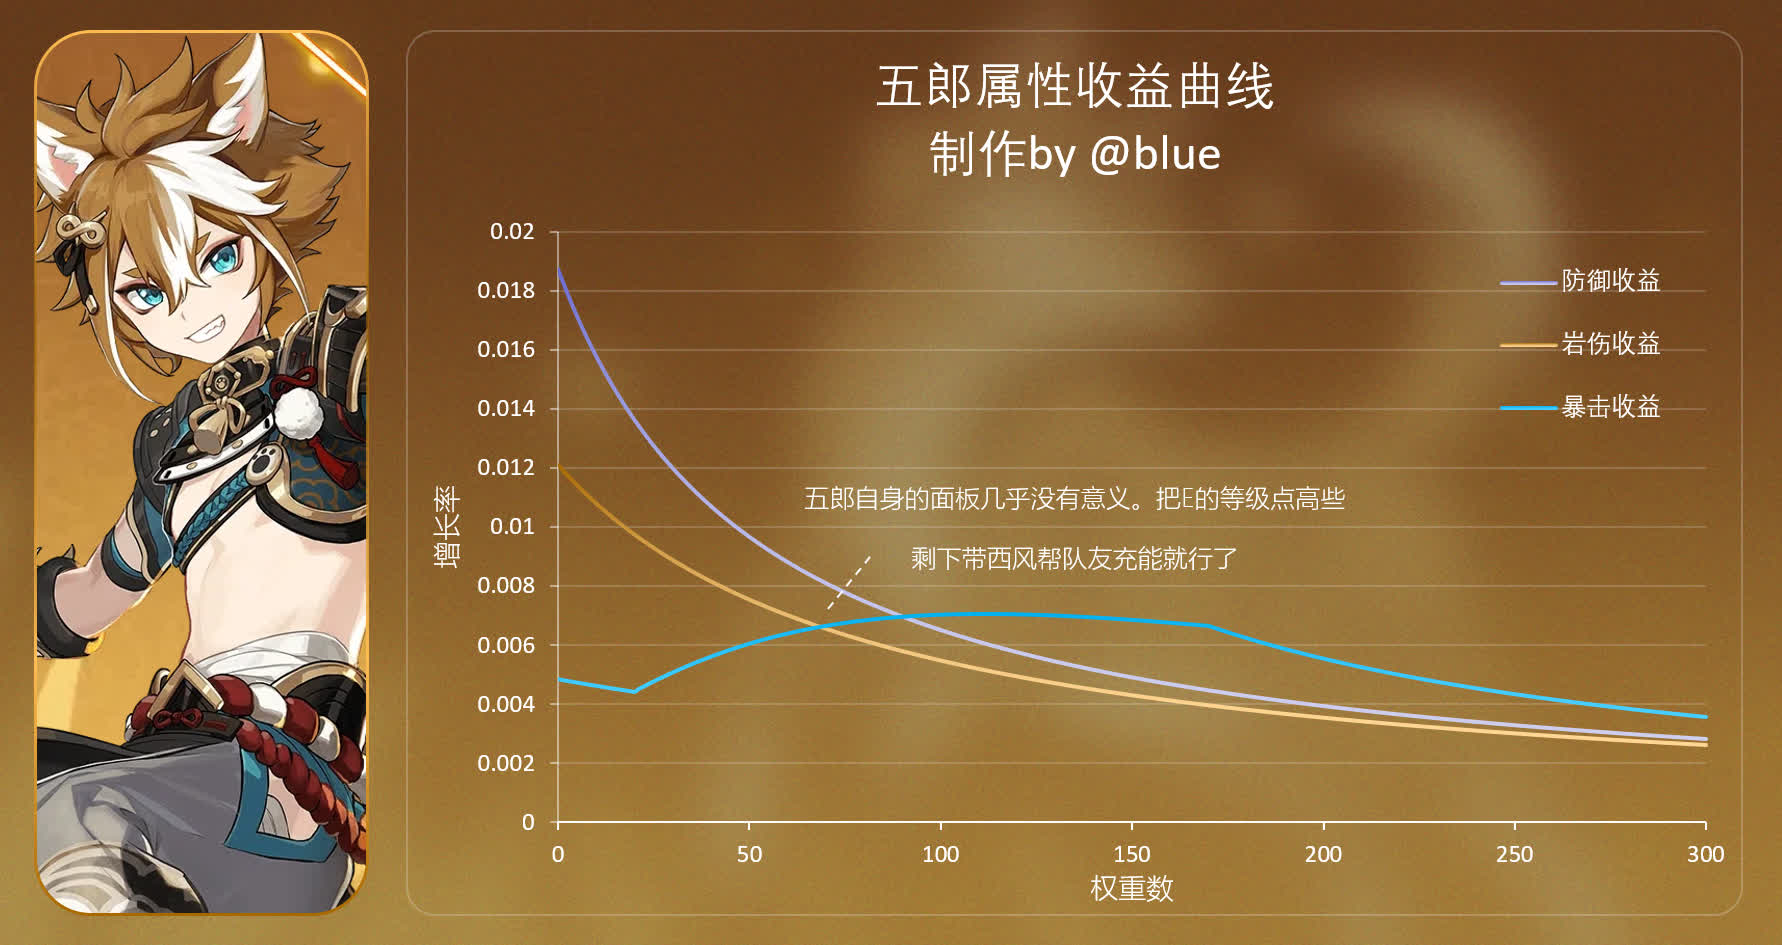 五郎属性收益曲线
制作by @blue
0.02
0.018
0.016
0.014
0.012
0.01
0.008
0.006
0.004
0.002
0
增长率
防御收益
岩伤收益
暴击收益
五郎自身的面板几乎没有意义。把E的等级点高些
剩下带西风帮队友充能就行了
0 50 100 150 200 250 300
权重数